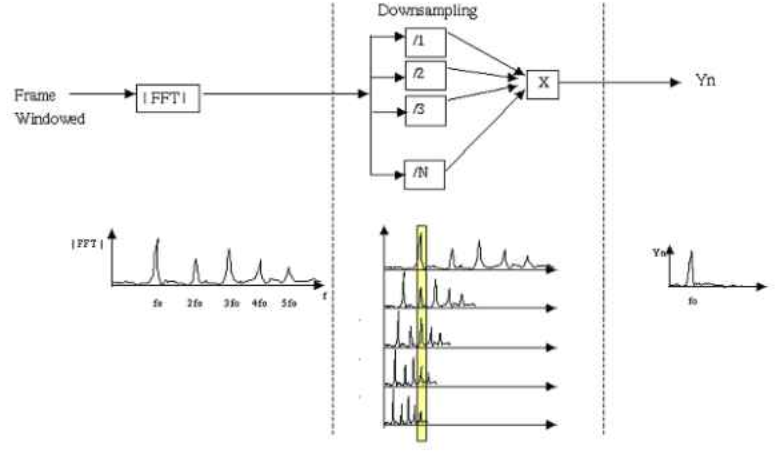 Downsampling
/1
/2
/3
/N
Frame
Windowed
|FFT|
X
Yn
|FFT|
fo 2fo 3fo 4fo 5fo
f
Yn
fo